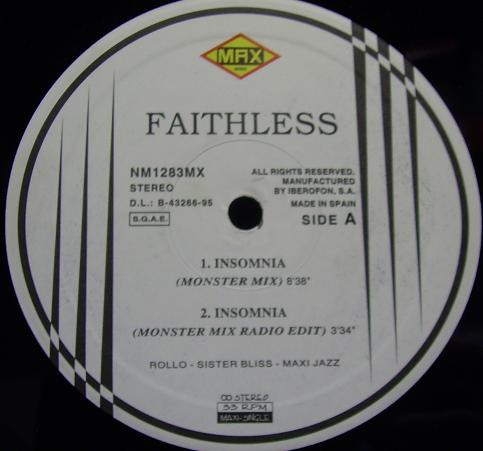 MAX
MUSIC
FAITHLESS
NM1283MX
STEREO
D.L.: B-43266-95
S.G.A.E.
ALL RIGHTS RESERVED.
MANUFACTURED
BY IBEROFON, S.A.
MADE IN SPAIN
SIDE A
1. INSOMNIA
(MONSTER MIX) 8'38"
2. INSOMNIA
(MONSTER MIX RADIO EDIT) 3'34"
ROLLO - SISTER BLISS - MAXI JAZZ
STEREO
33 RPM
MAXI-SINGLE